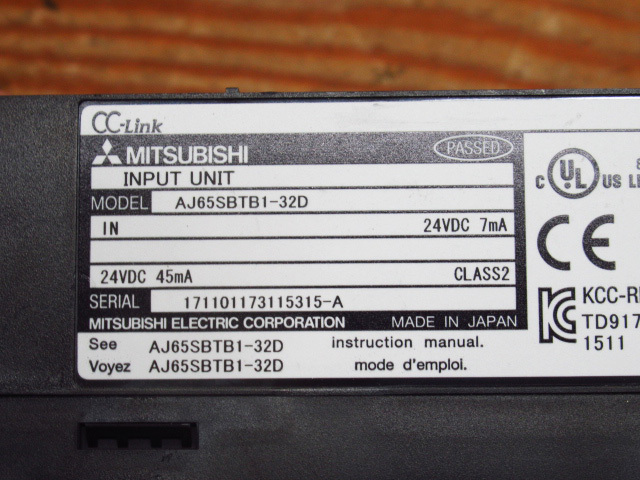 CC-Link
MITSUBISHI PASSED
INPUT UNIT
MODEL AJ65SBTB1-32D
IN 24VDC 7mA
24VDC 45mA CLASS2
SERIAL 171101173115315-A
MITSUBISHI ELECTRIC CORPORATION MADE IN JAPAN
See AJ65SBTB1-32D instruction manual.
Voyez AJ65SBTB1-32D mode d'emploi.
C UL US
CE
KCC-R
TD917
1511